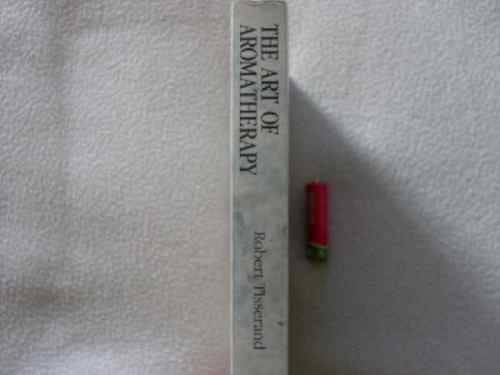 THE ART OF
AROMATHERAPY
Robert Tisserand